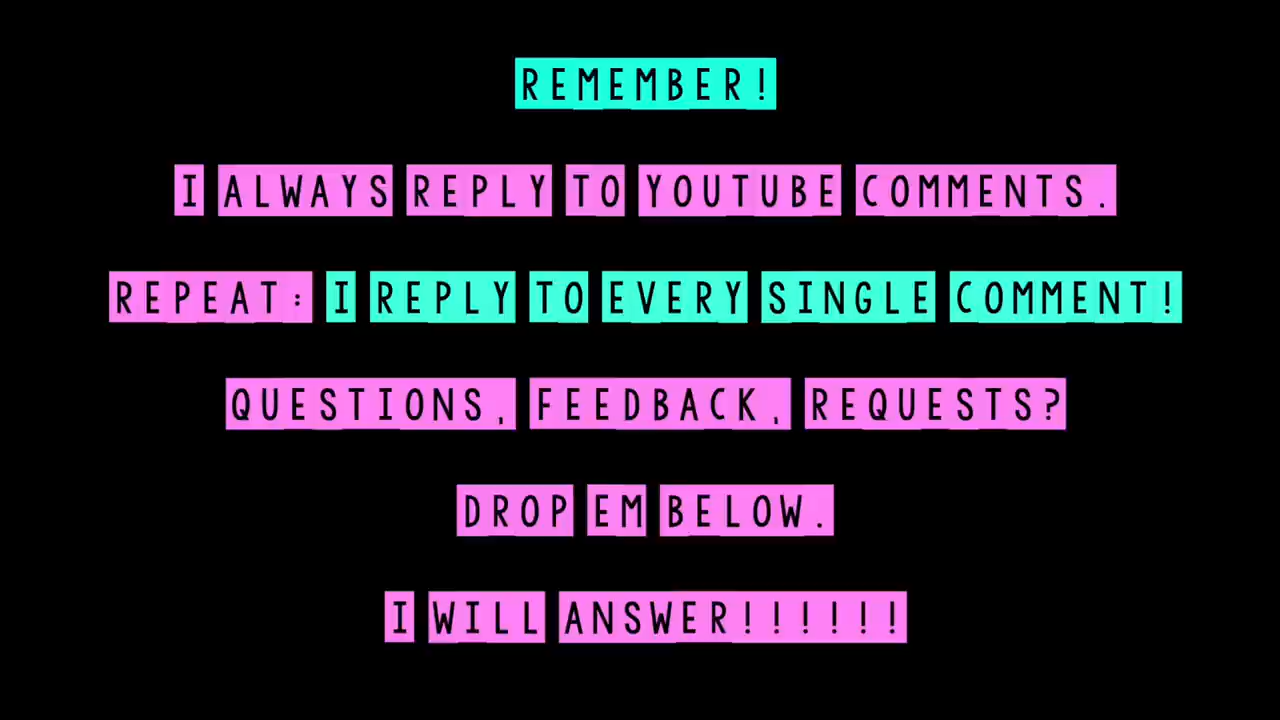 REMEMBER!
I ALWAYS REPLY TO YOUTUBE COMMENTS.
REPEAT: I REPLY TO EVERY SINGLE COMMENT!
QUESTIONS, FEEDBACK, REQUESTS?
DROP EM BELOW.
I WILL ANSWER!!!!!!